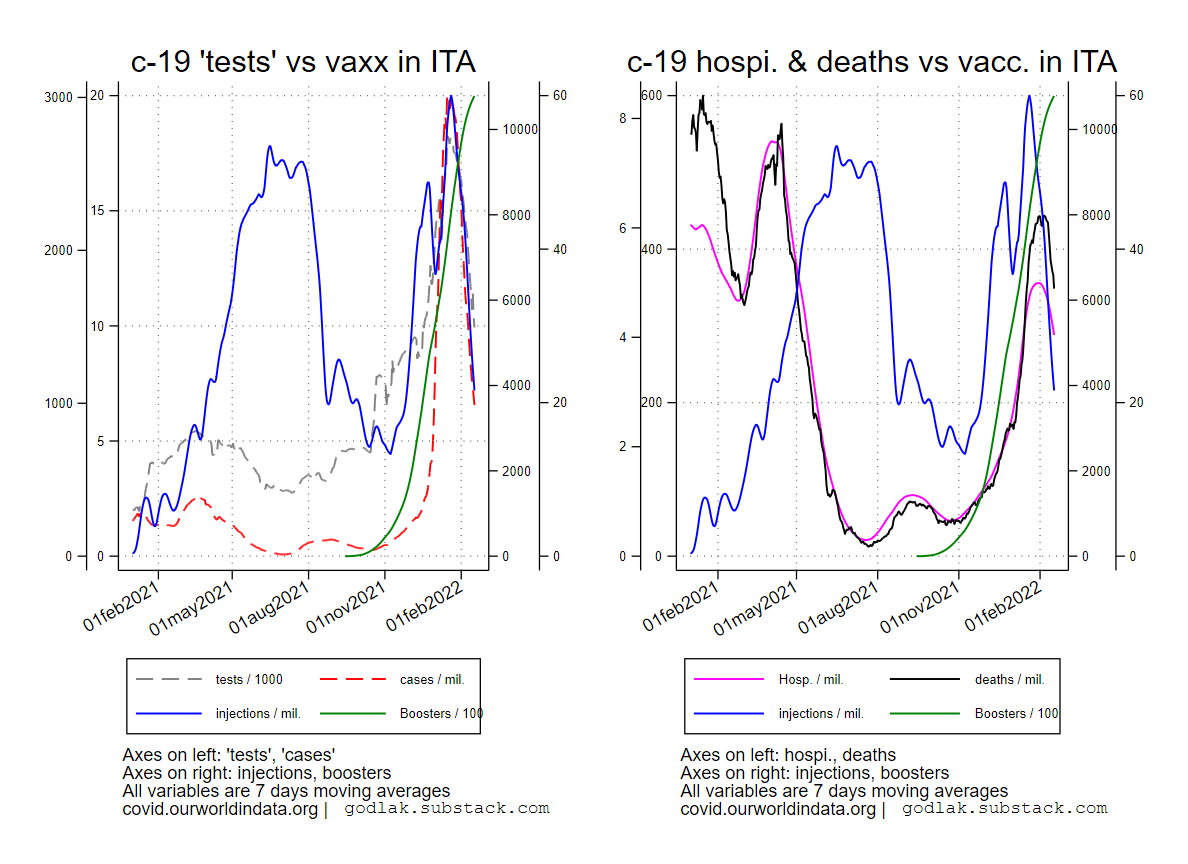 c-19 'tests' vs vaxx in ITA
3000
2000
1000
0
20
15
10
5
0
10000
8000
6000
4000
2000
0
60
40
20
0
01feb2021
01may2021
01aug2021
01nov2021
01feb2022
tests / 1000
cases / mil.
injections / mil.
Boosters / 100
Axes on left: 'tests', 'cases'
Axes on right: injections, boosters
All variables are 7 days moving averages
covid.ourworldindata.org | godlak.substack.com
c-19 hospi. & deaths vs vacc. in ITA
8
6
4
2
0
600
400
200
0
10000
8000
6000
4000
2000
0
60
40
20
0
01feb2021
01may2021
01aug2021
01nov2021
01feb2022
Hosp. / mil.
deaths / mil.
injections / mil.
Boosters / 100
Axes on left: hospi., deaths
Axes on right: injections, boosters
All variables are 7 days moving averages
covid.ourworldindata.org | godlak.substack.com